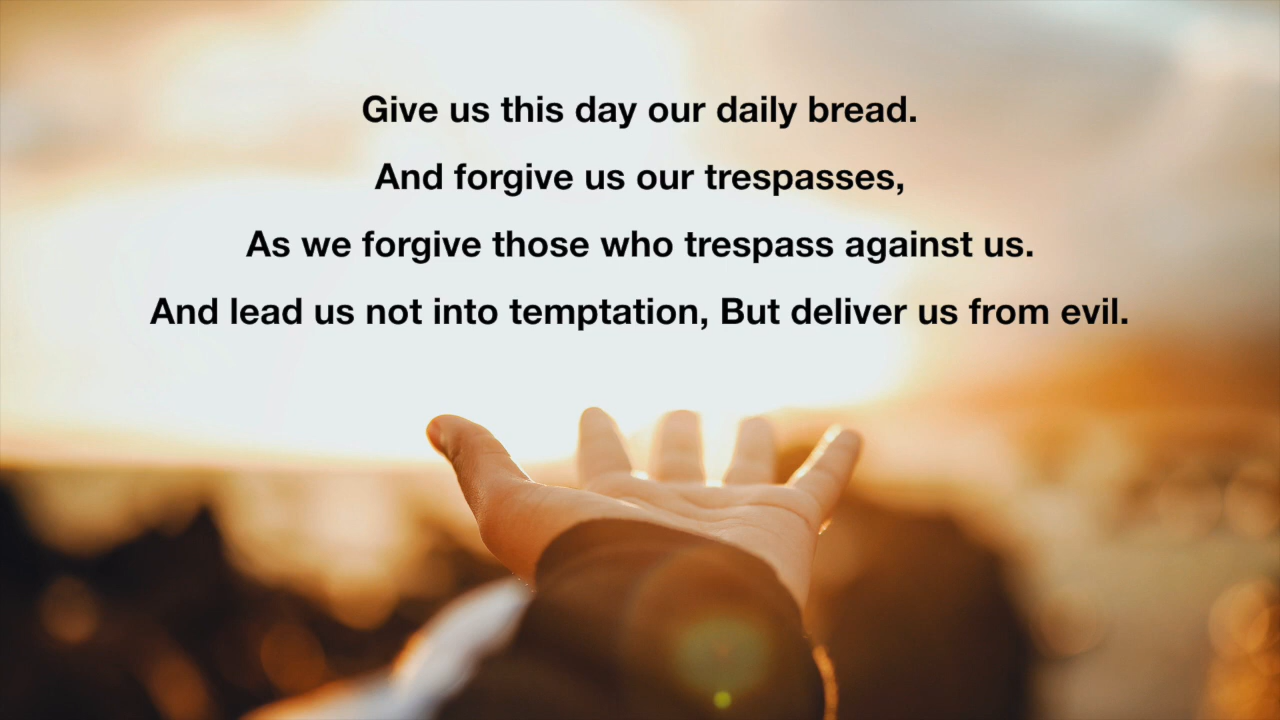 Give us this day our daily bread.
And forgive us our trespasses,
As we forgive those who trespass against us.
And lead us not into temptation, But deliver us from evil.